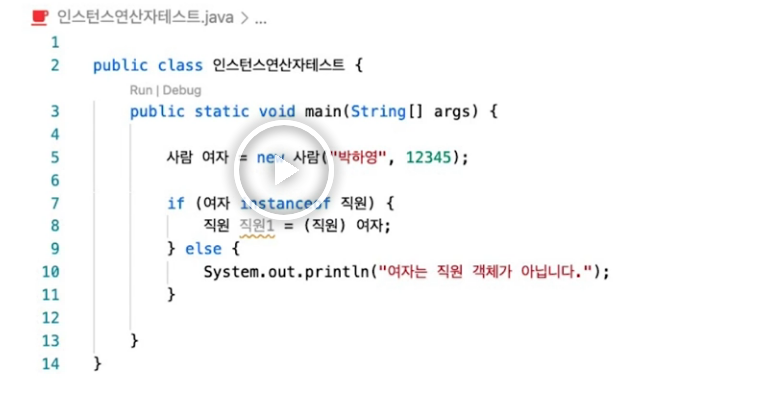 인스턴스연산자테스트.java > ...
1
2 public class 인스턴스연산자테스트 {
Run | Debug
3 public static void main(String[] args) {
4
5 사람 여자 = new 사람("박하영", 12345);
6
7 if (여자 instanceof 직원) {
8 직원 직원1 = (직원) 여자;
9 } else {
10 System.out.println("여자는 직원 객체가 아닙니다.");
11 }
12
13 }
14 }